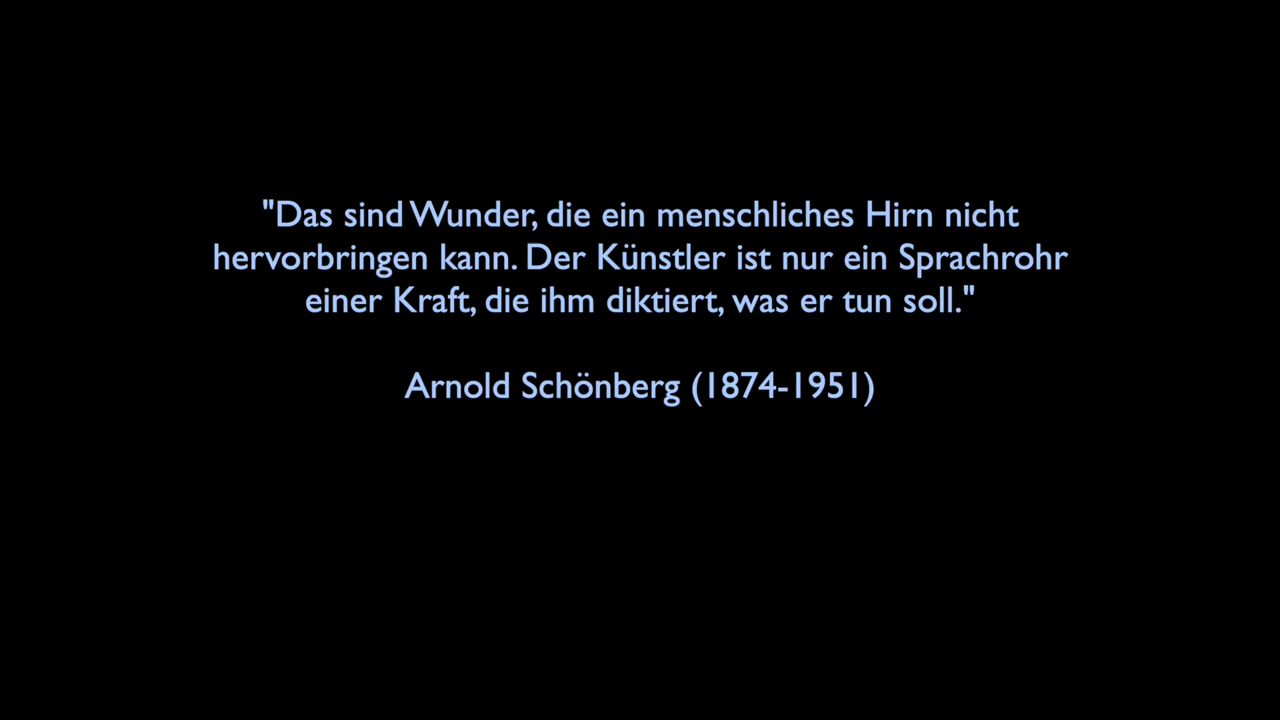 "Das sind Wunder, die ein menschliches Hirn nicht
hervorbringen kann. Der Künstler ist nur ein Sprachrohr
einer Kraft, die ihm diktiert, was er tun soll."
Arnold Schönberg (1874-1951)